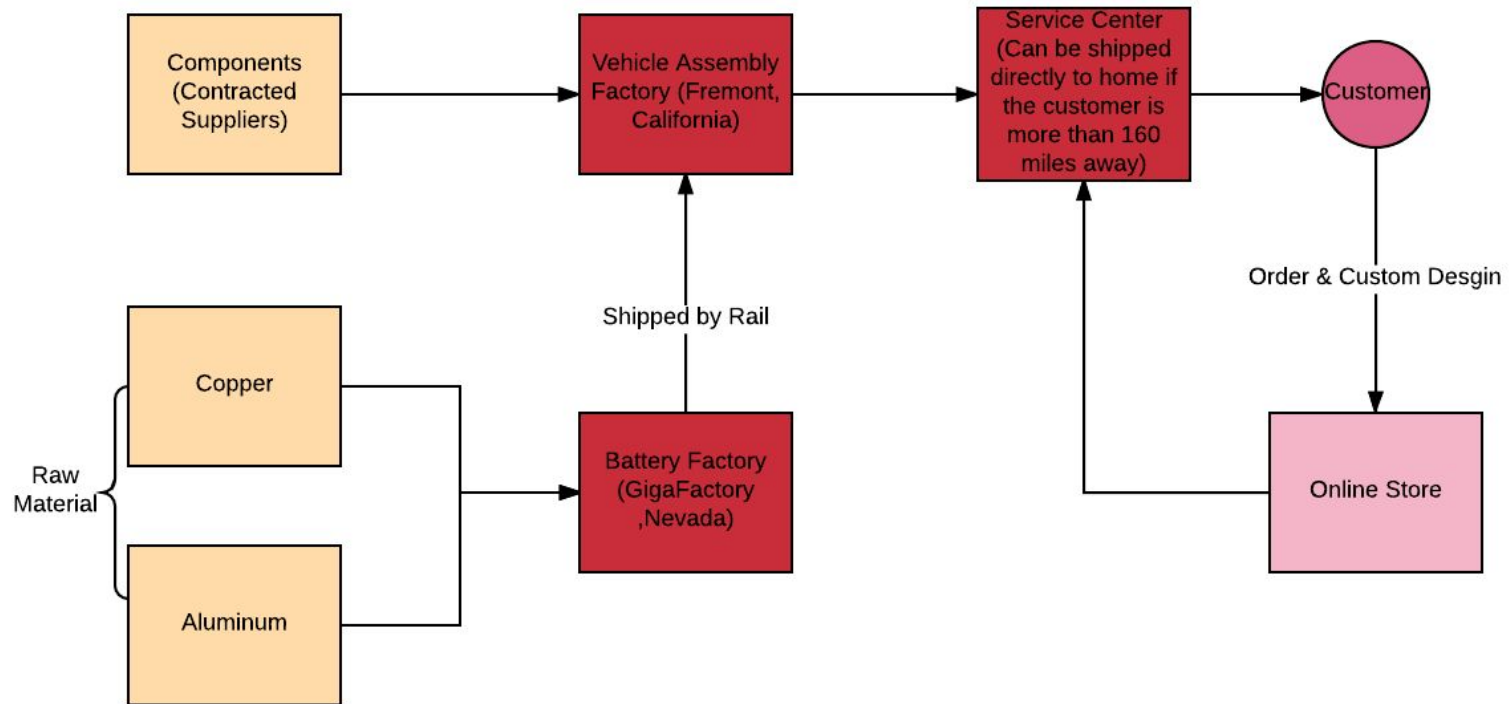 Components
(Contracted
Suppliers)
Vehicle Assembly
Factory (Fremont,
California)
Service Center
(Can be shipped
directly to home if
the customer is
more than 160
miles away)
Customer
Order & Custom Desgin
Shipped by Rail
Copper
Raw
Material
Battery Factory
(GigaFactory
,Nevada)
Online Store
Aluminum